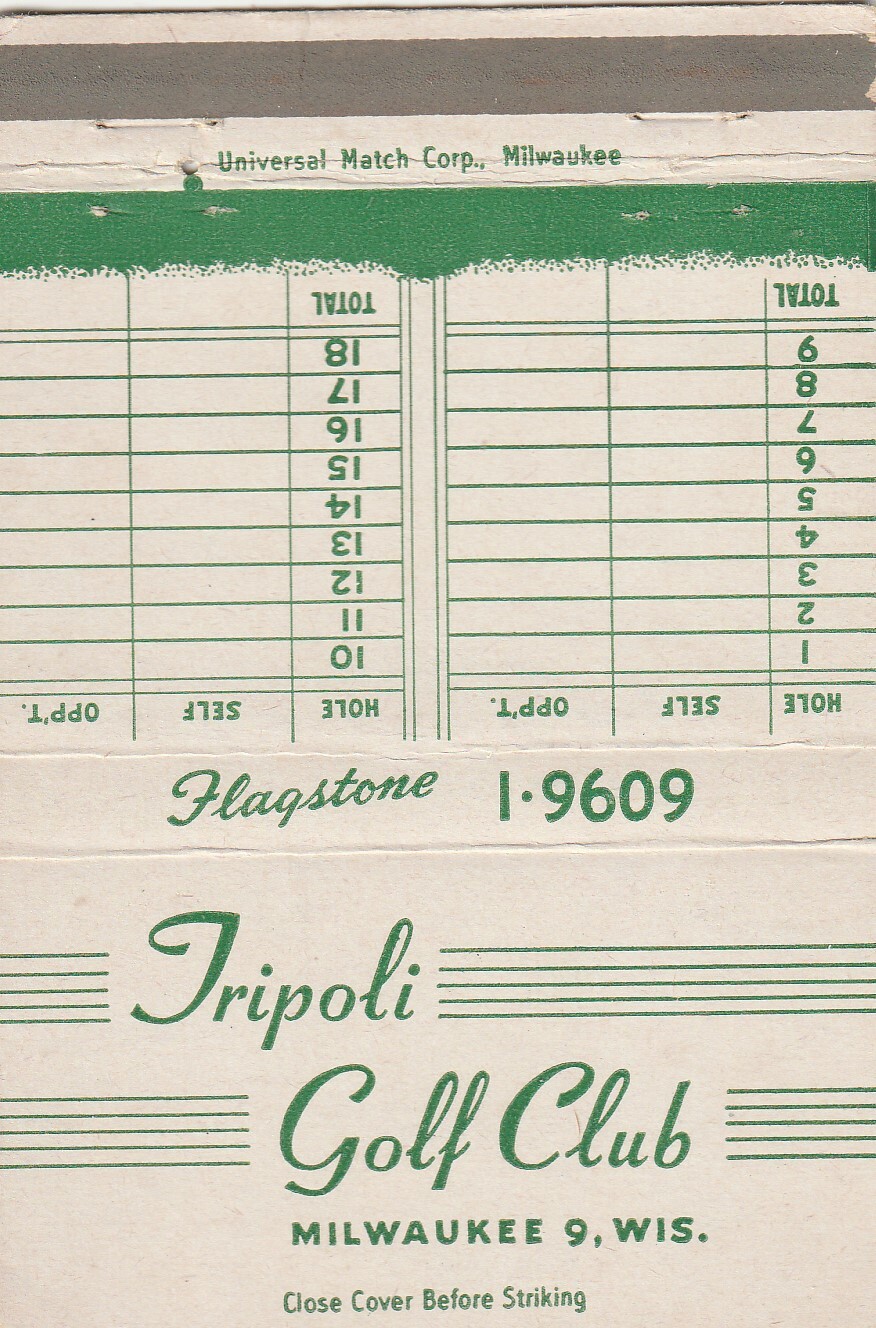 Universal Match Corp., Milwaukee
HOLE SELF OPP'T. HOLE SELF OPP'T.
1 10
2 11
3 12
4 13
5 14
6 15
7 16
8 17
9 18
TOTAL TOTAL
Flagstone 1·9609
Tripoli
Golf Club
MILWAUKEE 9, WIS.
Close Cover Before Striking